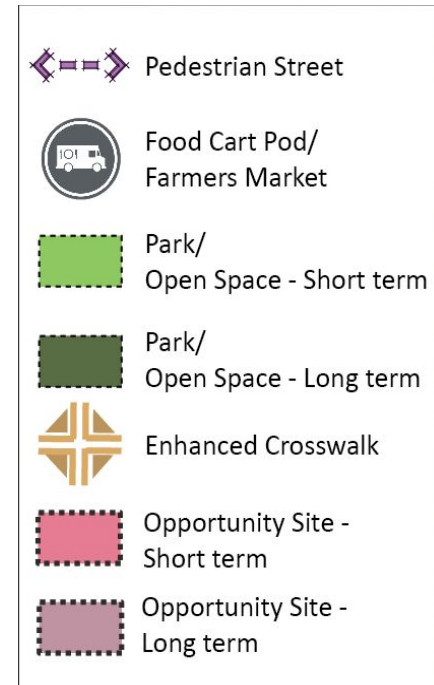 Pedestrian Street
Food Cart Pod/
Farmers Market
Park/
Open Space - Short term
Park/
Open Space - Long term
Enhanced Crosswalk
Opportunity Site -
Short term
Opportunity Site -
Long term